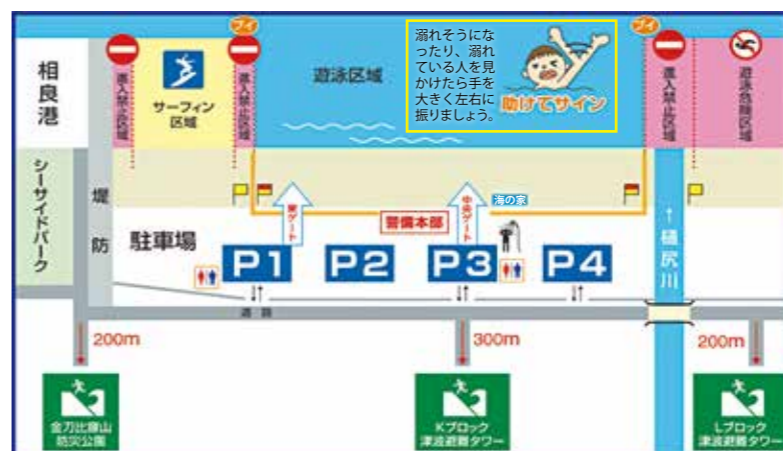 ブイ
ブイ
溺れそうにな
ったり、溺れ
ている人を見
かけたら手を
大きく左右に
振りましょう。
助けてサイン
相良港
進入禁止区域
サーフィン
区域
進入禁止区域
遊泳区域
進入禁止区域
遊泳危険区域
シーサイドパーク
堤防
駐車場
東ゲート
警備本部
中央ゲート
海の家
↑樋尻川
P1
P2
P3
P4
道路
200m
300m
200m
金刀比羅山
防災公園
Kブロック
津波避難タワー
Lブロック
津波避難タワー